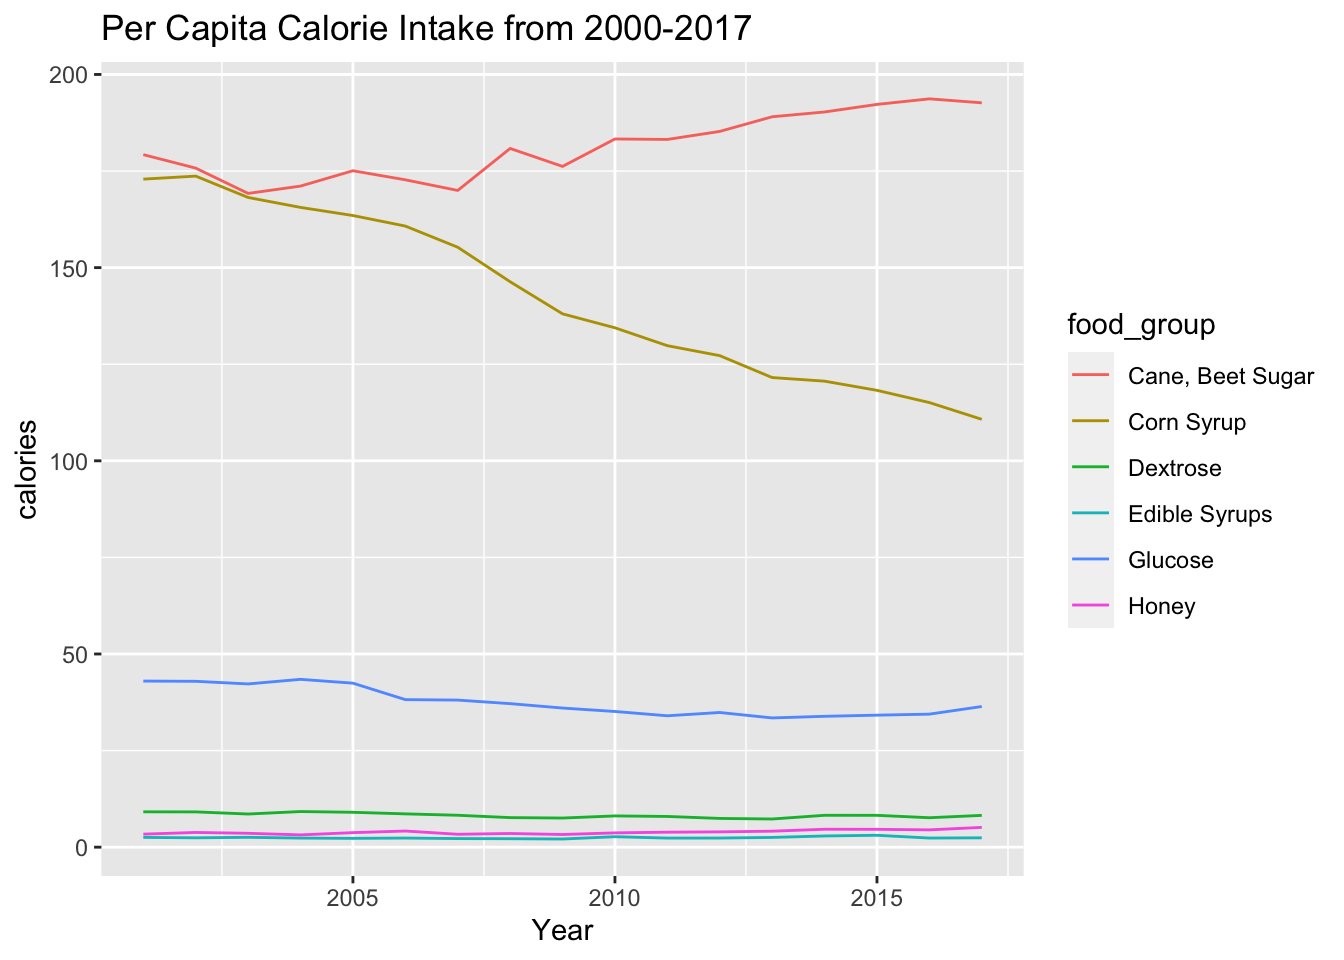 Per Capita Calorie Intake from 2000-2017
200
150
100
50
0
calories
2005
2010
2015
Year
food_group
Cane, Beet Sugar
Corn Syrup
Dextrose
Edible Syrups
Glucose
Honey